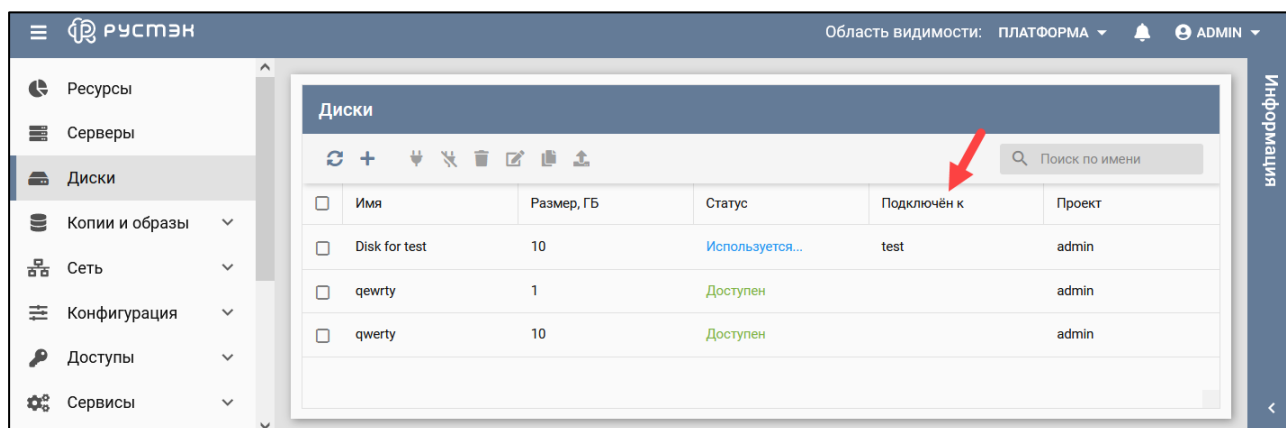 РУСТЭК
Область видимости: ПЛАТФОРМА
ADMIN
Ресурсы
Серверы
Диски
Копии и образы
Сеть
Конфигурация
Доступы
Сервисы
Диски
Поиск по имени
Имя Размер, ГБ Статус Подключён к Проект
Disk for test 10 Используется... test admin
qewrty 1 Доступен admin
qwerty 10 Доступен admin
Информация